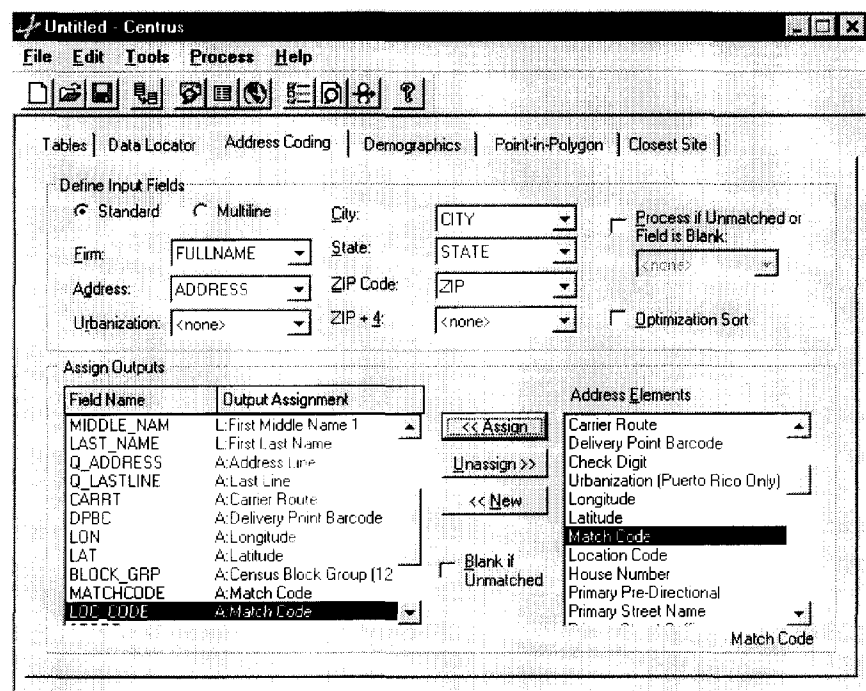 Untitled - Centrus
File Edit Tools Process Help
Tables Data Locator Address Coding Demographics Point-in-Polygon Closest Site
Define Input Fields
Standard Multiline
Firm: FULLNAME
Address: ADDRESS
Urbanization: <none>
City: CITY
State: STATE
ZIP Code: ZIP
ZIP + 4: <none>
Process if Unmatched or
Field is Blank:
<none>
Optimization Sort
Assign Outputs
Field Name Output Assignment
MIDDLE_NAM L:First Middle Name 1
LAST_NAME L:First Last Name
Q_ADDRESS A:Address Line
Q_LASTLINE A:Last Line
CARRT A:Carrier Route
DPBC A:Delivery Point Barcode
LON A:Longitude
LAT A:Latitude
BLOCK_GRP A:Census Block Group (12
MATCHCODE A:Match Code
LOC_CODE A:Match Code
<< Assign
Unassign >>
<< New
Blank if
Unmatched
Address Elements
Carrier Route
Delivery Point Barcode
Check Digit
Urbanization (Puerto Rico Only)
Longitude
Latitude
Match Code
Location Code
House Number
Primary Pre-Directional
Primary Street Name
Match Code